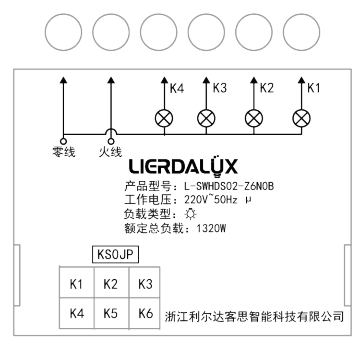 K4 K3 K2 K1
零线 火线
LIERDALUX
产品型号：L-SWHDS02-Z6N0B
工作电压：220V~50Hz μ
负载类型：
额定总负载：1320W
KS0JP
K1 K2 K3
K4 K5 K6
浙江利尔达客思智能科技有限公司